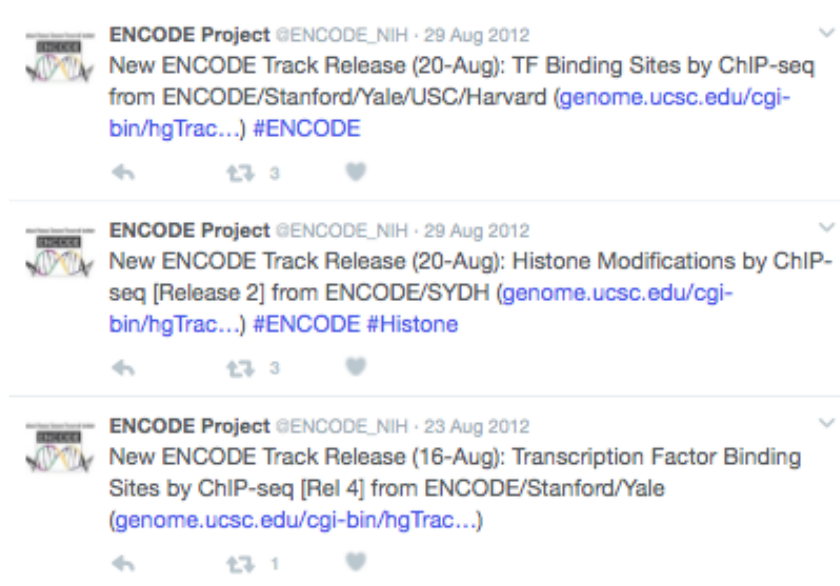 ENCODE Project @ENCODE_NIH · 29 Aug 2012
New ENCODE Track Release (20-Aug): TF Binding Sites by ChIP-seq
from ENCODE/Stanford/Yale/USC/Harvard (genome.ucsc.edu/cgi-
bin/hgTrac...) #ENCODE
3
ENCODE Project @ENCODE_NIH · 29 Aug 2012
New ENCODE Track Release (20-Aug): Histone Modifications by ChIP-
seq [Release 2] from ENCODE/SYDH (genome.ucsc.edu/cgi-
bin/hgTrac...) #ENCODE #Histone
3
ENCODE Project @ENCODE_NIH · 23 Aug 2012
New ENCODE Track Release (16-Aug): Transcription Factor Binding
Sites by ChIP-seq [Rel 4] from ENCODE/Stanford/Yale
(genome.ucsc.edu/cgi-bin/hgTrac...)
1